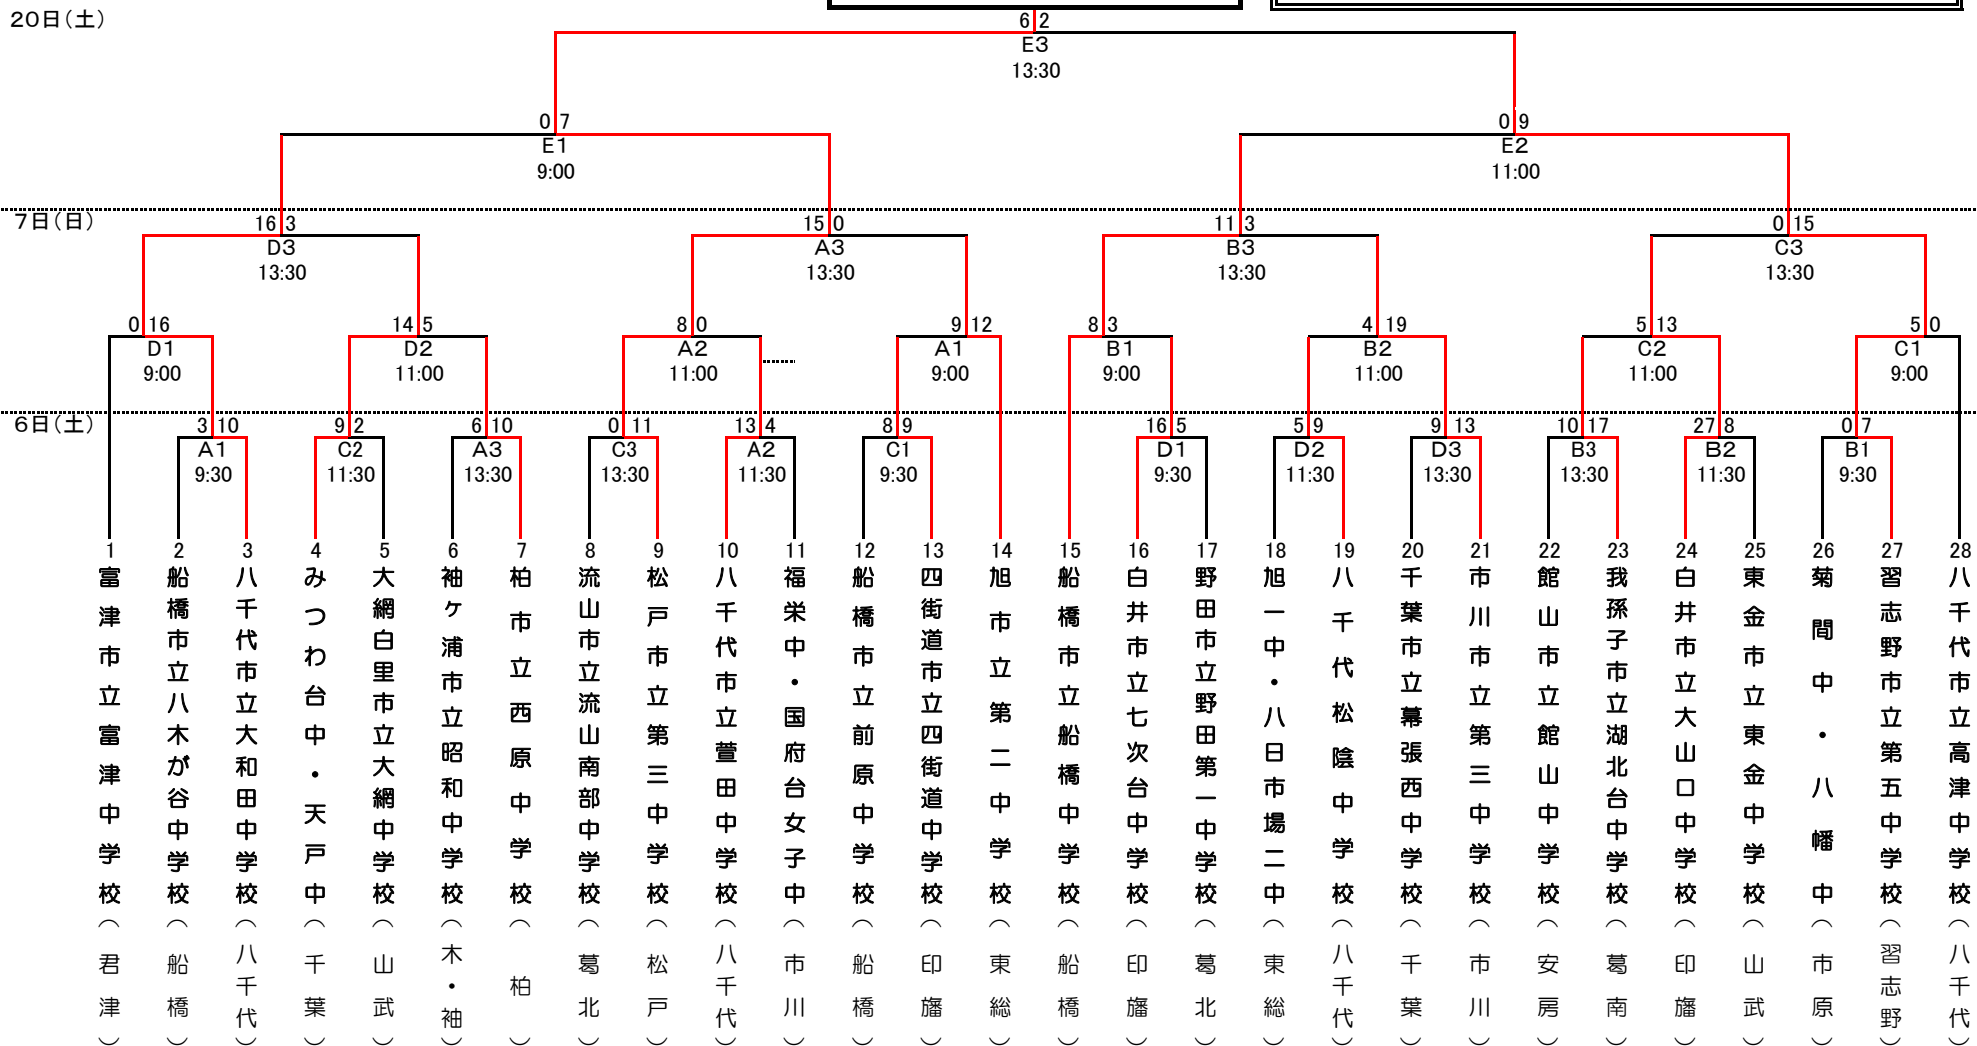 20日(土)
6 2
E3
13:30
0 7
E1
9:00
0 9
E2
11:00
7日(日)
16 3
D3
13:30
15 0
A3
13:30
11 3
B3
13:30
0 15
C3
13:30
0 16
D1
9:00
14 5
D2
11:00
8 0
A2
11:00
9 12
A1
9:00
8 3
B1
9:00
4 19
B2
11:00
5 13
C2
11:00
5 0
C1
9:00
6日(土)
3 10
A1
9:30
9 2
C2
11:30
6 10
A3
13:30
0 11
C3
13:30
13 4
A2
11:30
8 9
C1
9:30
16 5
D1
9:30
5 9
D2
11:30
9 13
D3
13:30
10 17
B3
13:30
27 8
B2
11:30
0 7
B1
9:30
1 富津市立富津中学校(君津)
2 船橋市立八木が谷中学校(船橋)
3 八千代市立大和田中学校(八千代)
4 みつわ台中・天戸中(千葉)
5 大網白里市立大網中学校(山武)
6 袖ヶ浦市立昭和中学校(木・袖)
7 柏市立西原中学校(柏)
8 流山市立流山南部中学校(葛北)
9 松戸市立第三中学校(松戸)
10 八千代市立萱田中学校(八千代)
11 福栄中・国府台女子中(市川)
12 船橋市立前原中学校(船橋)
13 四街道市立四街道中学校(印旛)
14 旭市立第二中学校(東総)
15 船橋市立船橋中学校(船橋)
16 白井市立七次台中学校(印旛)
17 野田市立野田第一中学校(葛北)
18 旭一中・八日市場二中(東総)
19 八千代松陰中学校(八千代)
20 千葉市立幕張西中学校(千葉)
21 市川市立第三中学校(市川)
22 館山市立館山中学校(安房)
23 我孫子市立湖北台中学校(葛南)
24 白井市立大山口中学校(印旛)
25 東金市立東金中学校(山武)
26 菊間中・八幡中(市原)
27 習志野市立第五中学校(習志野)
28 八千代市立高津中学校(八千代)